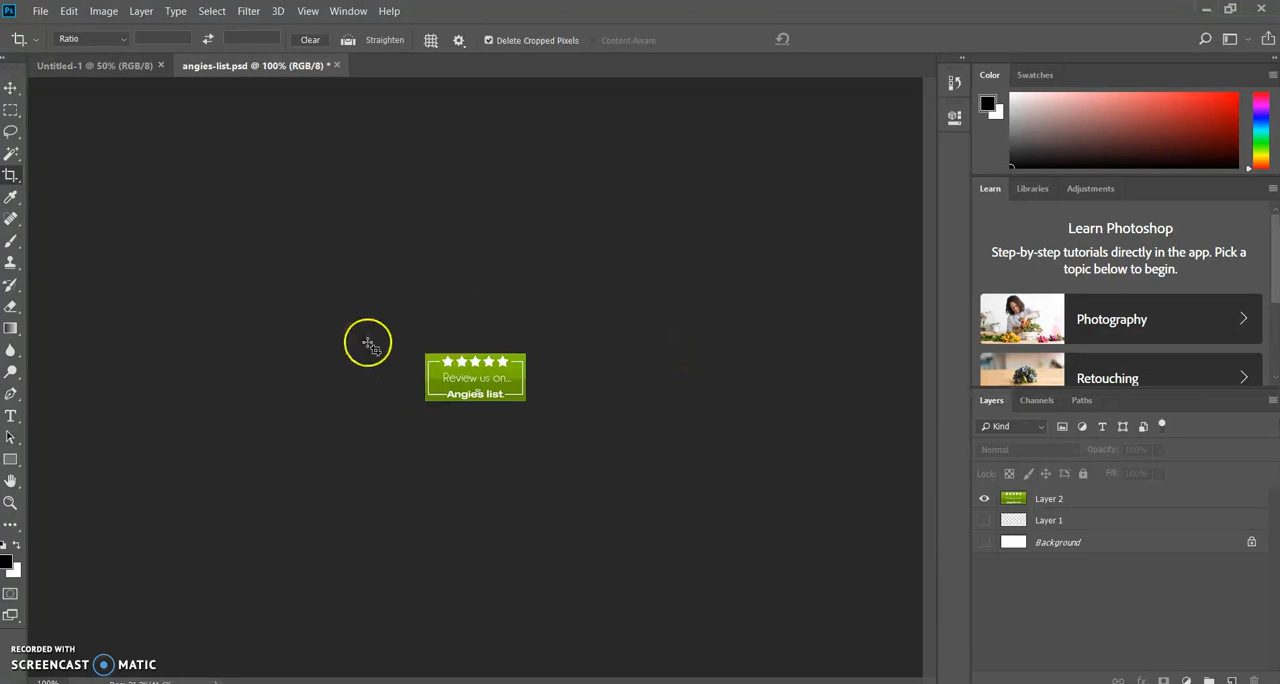 Ps File Edit Image Layer Type Select Filter 3D View Window Help
Ratio Clear Straighten Delete Cropped Pixels Content-Aware
Untitled-1 @ 50% (RGB/8) × angies-list.psd @ 100% (RGB/8) * ×
Color Swatches
Learn Libraries Adjustments
Learn Photoshop
Step-by-step tutorials directly in the app. Pick a
topic below to begin.
Photography
Retouching
Review us on...
Angies list
Layers Channels Paths
Kind
Normal Opacity: 100%
Lock: Fill: 100%
Layer 2
Layer 1
Background
RECORDED WITH
SCREENCAST MATIC
100%